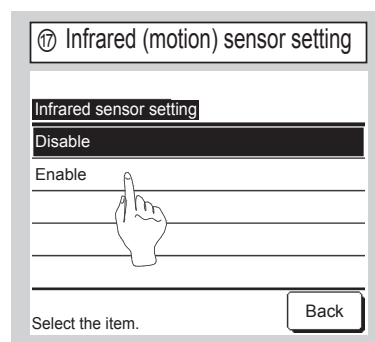 ⑰ Infrared (motion) sensor setting
Infrared sensor setting
Disable
Enable
Select the item.
Back